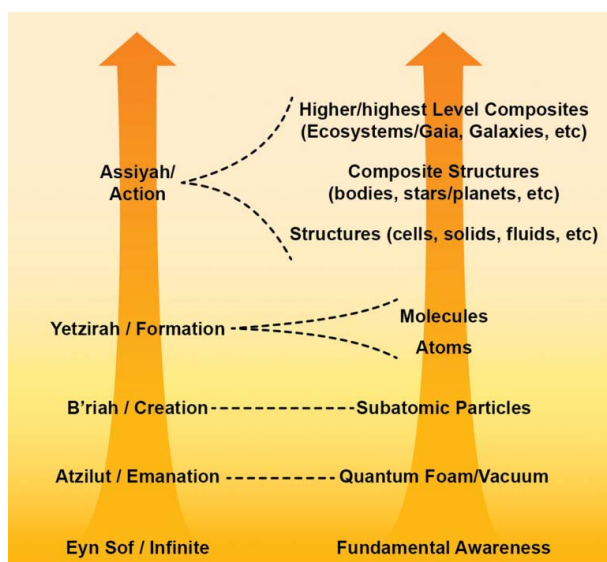 Higher/highest Level Composites
(Ecosystems/Gaia, Galaxies, etc)
Assiyah/
Action
Composite Structures
(bodies, stars/planets, etc)
Structures (cells, solids, fluids, etc)
Yetzirah / Formation
Molecules
Atoms
B'riah / Creation
Subatomic Particles
Atzilut / Emanation
Quantum Foam/Vacuum
Eyn Sof / Infinite
Fundamental Awareness